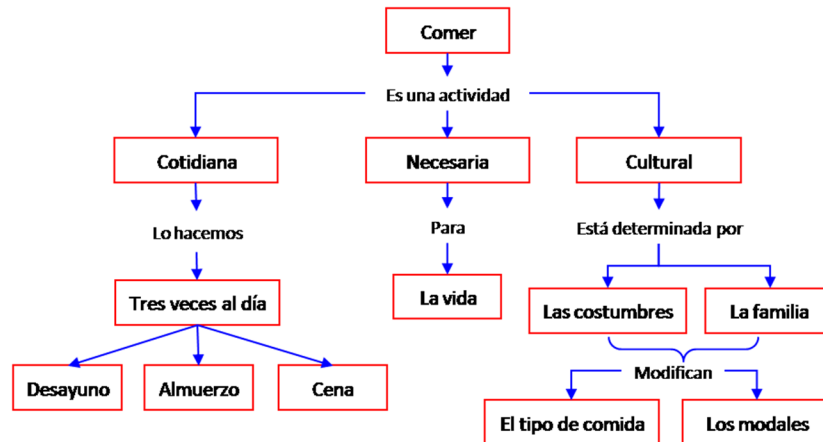 Comer
Es una actividad
Cotidiana
Necesaria
Cultural
Lo hacemos
Para
Está determinada por
Tres veces al día
La vida
Las costumbres
La familia
Desayuno
Almuerzo
Cena
Modifican
El tipo de comida
Los modales